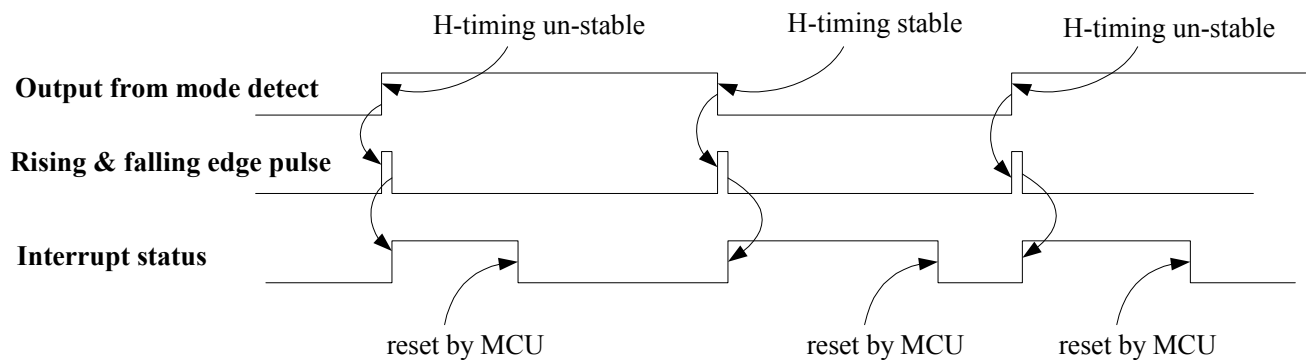 H-timing un-stable
H-timing stable
H-timing un-stable
Output from mode detect
Rising & falling edge pulse
Interrupt status
reset by MCU
reset by MCU
reset by MCU